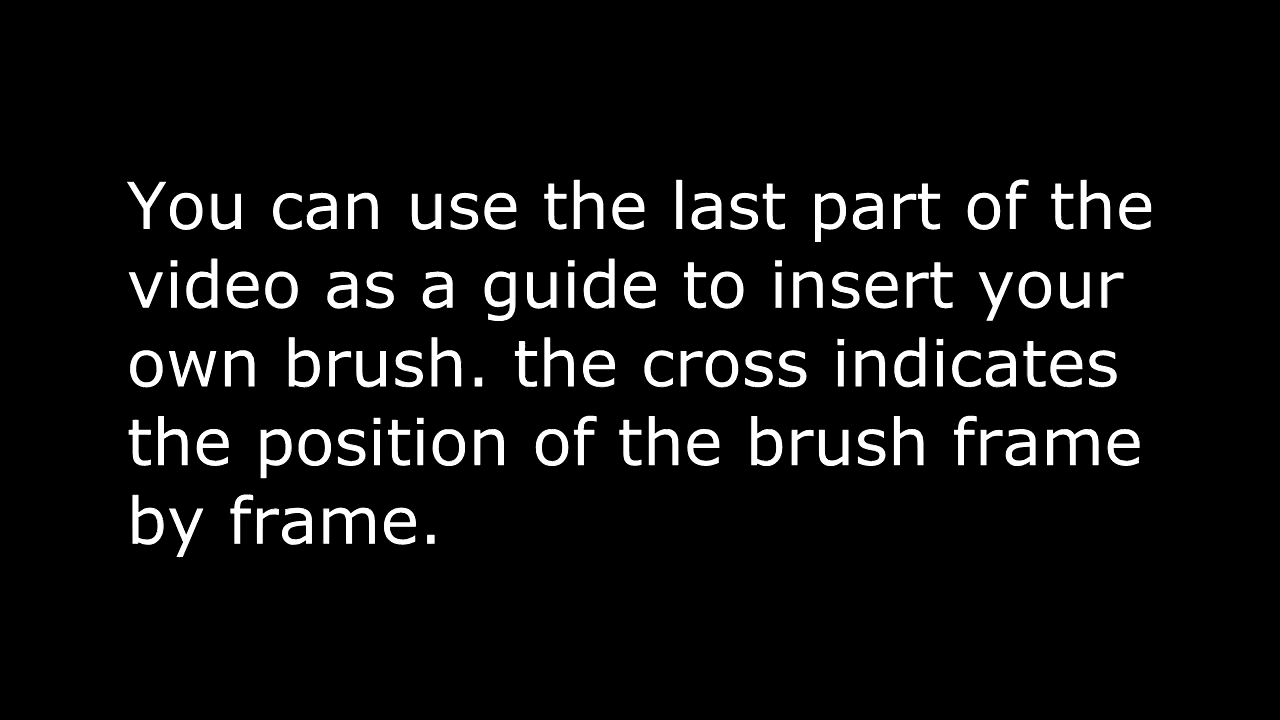 You can use the last part of the
video as a guide to insert your
own brush. the cross indicates
the position of the brush frame
by frame.